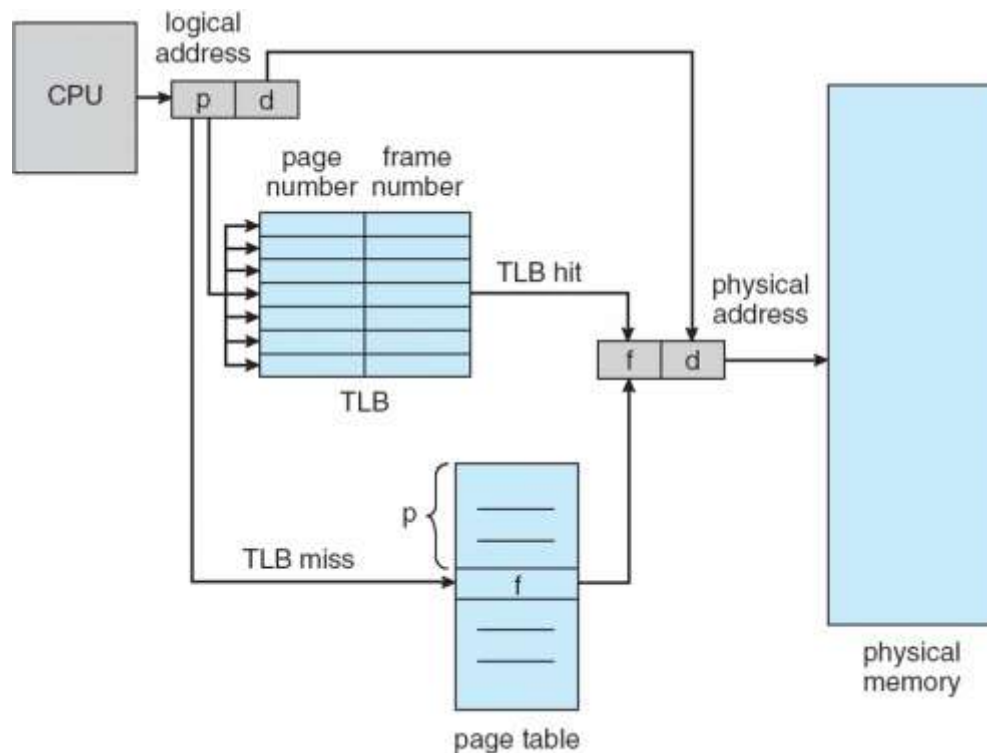 logical
address
CPU
p
d
page
number
frame
number
TLB hit
physical
address
f
d
TLB
p
TLB miss
f
physical
memory
page table